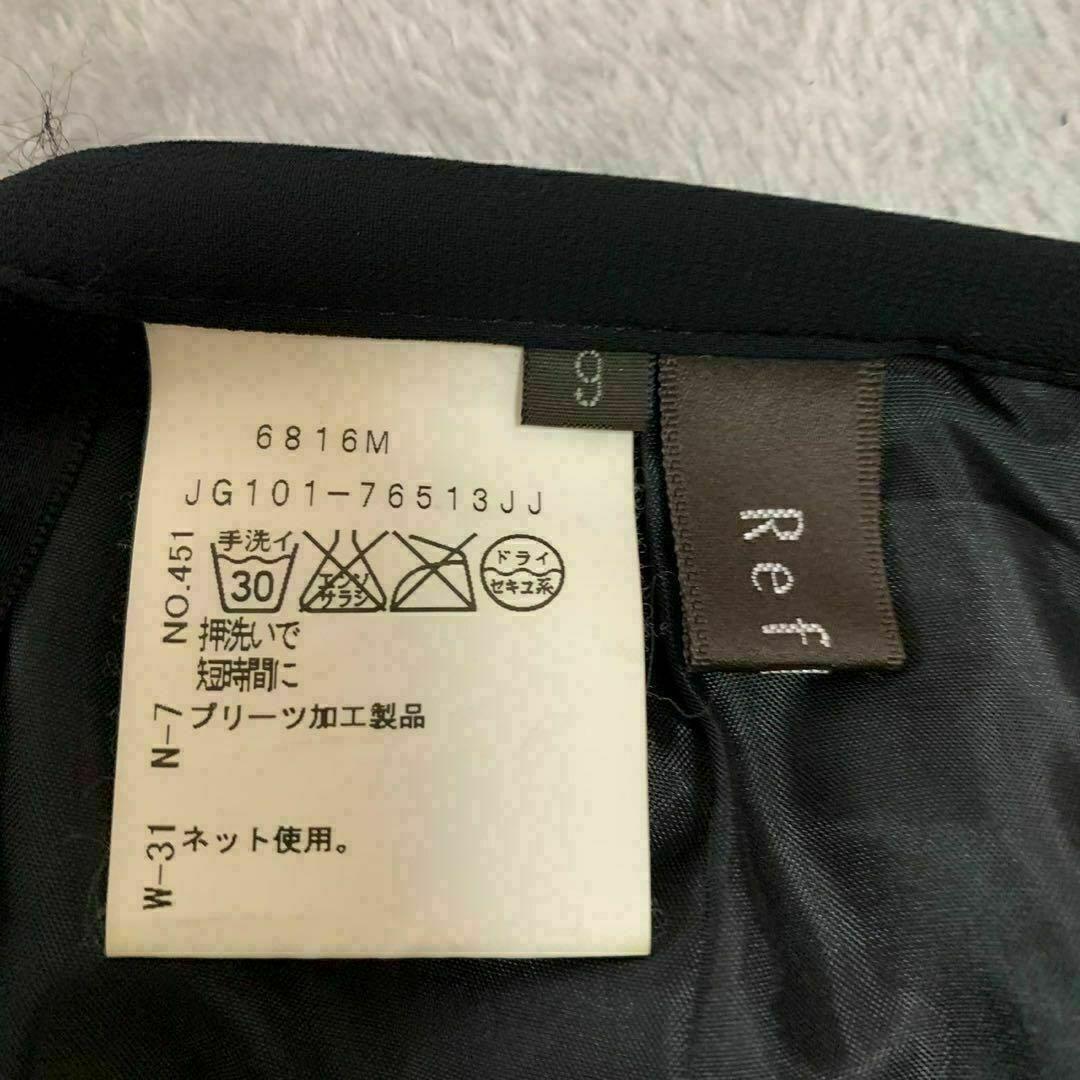 6816M
JG101-76513JJ
手洗イ
30
エンソ
サラシ
ドライ
セキユ系
押洗いで
短時間に
プリーツ加工製品
ネット使用。
NO.451
N-7
W-31
9
Ref